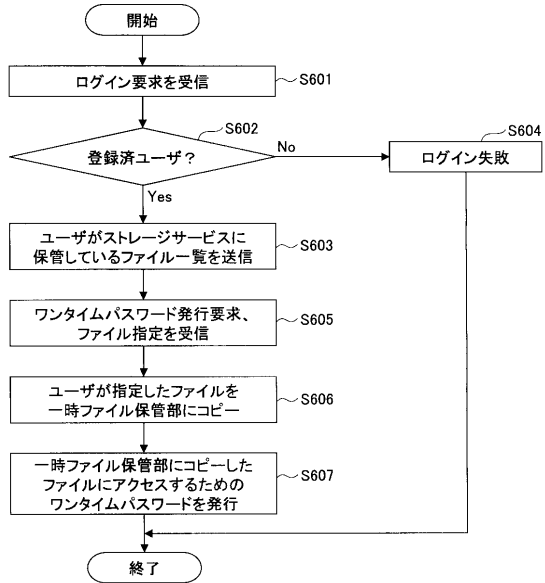 開始
ログイン要求を受信
S601
S602
登録済ユーザ?
No
S604
ログイン失敗
Yes
ユーザがストレージサービスに
保管しているファイル一覧を送信
S603
ワンタイムパスワード発行要求、
ファイル指定を受信
S605
ユーザが指定したファイルを
一時ファイル保管部にコピー
S606
一時ファイル保管部にコピーした
ファイルにアクセスするための
ワンタイムパスワードを発行
S607
終了